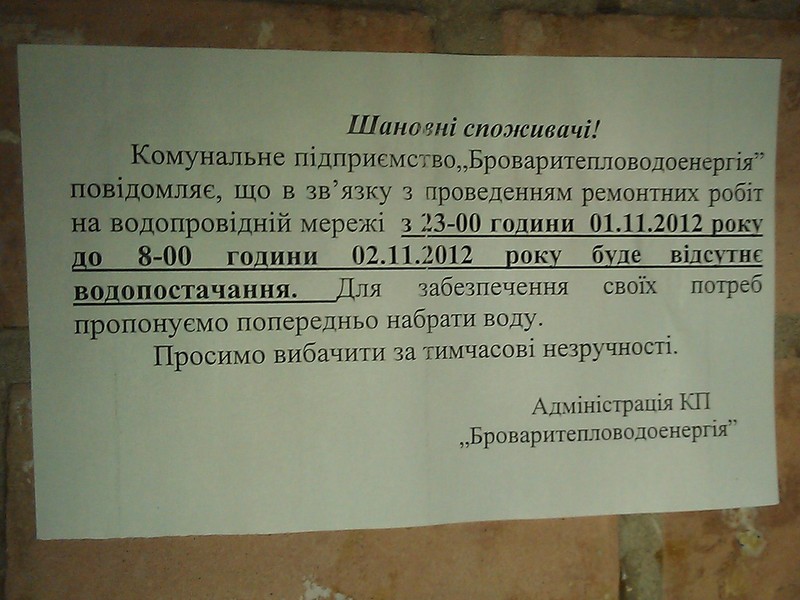 Шановні споживачі!
Комунальне підприємство„Броваритепловодоенергія”
повідомляє, що в зв’язку з проведенням ремонтних робіт
на водопровідній мережі з 23-00 години 01.11.2012 року
до 8-00 години 02.11.2012 року буде відсутнє
водопостачання. Для забезпечення своїх потреб
пропонуємо попередньо набрати воду.
Просимо вибачити за тимчасові незручності.
Адміністрація КП
„Броваритепловодоенергія”